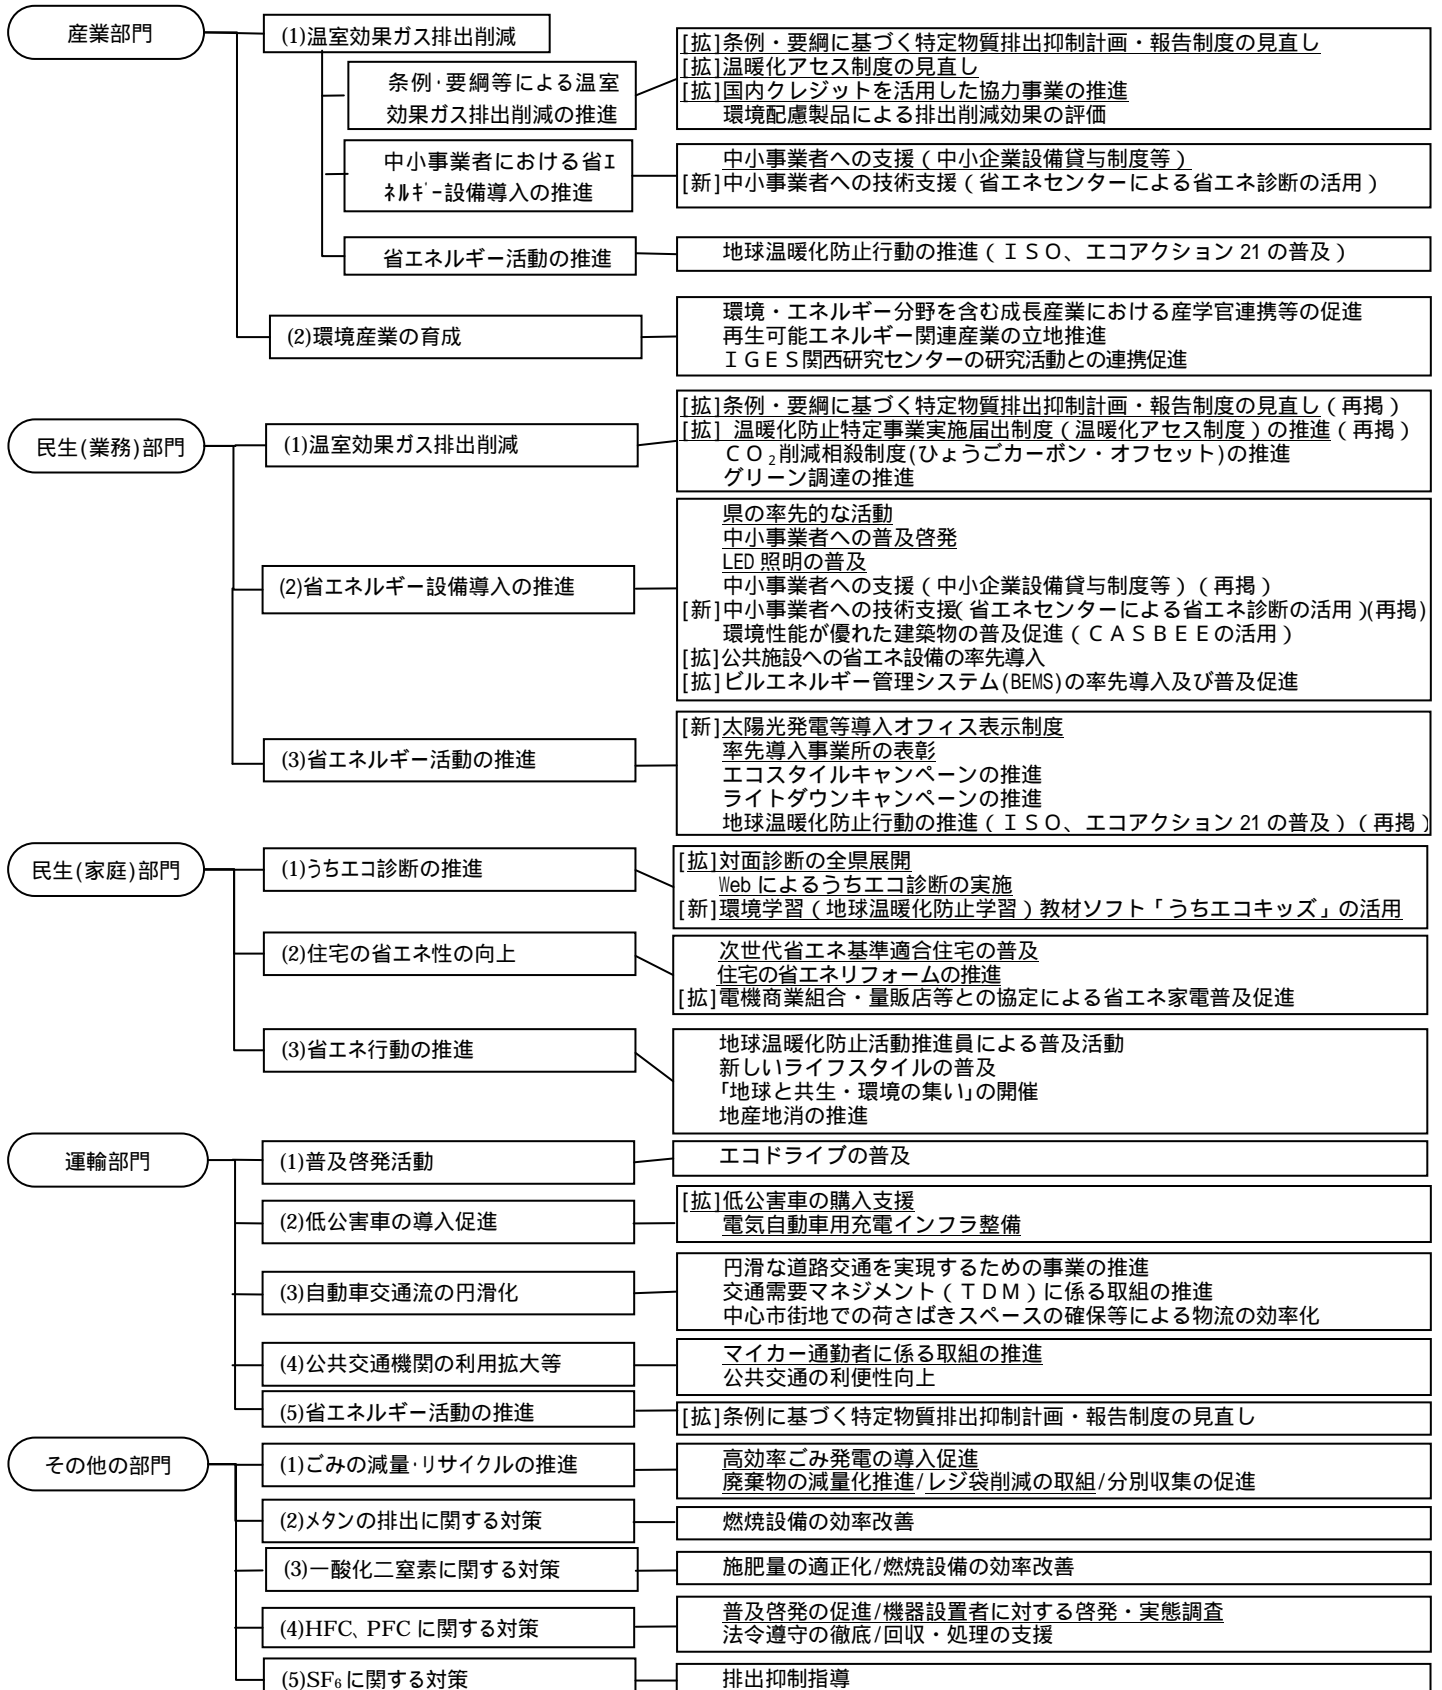 産業部門
(1)温室効果ガス排出削減
条例･要綱等による温室
効果ガス排出削減の推進
[拡]条例・要綱に基づく特定物質排出抑制計画・報告制度の見直し
[拡]温暖化アセス制度の見直し
[拡]国内クレジットを活用した協力事業の推進
環境配慮製品による排出削減効果の評価
中小事業者における省ｴ
ﾈﾙｷﾞｰ設備導入の推進
中小事業者への支援（中小企業設備貸与制度等）
[新]中小事業者への技術支援（省エネセンターによる省エネ診断の活用）
省エネルギー活動の推進
地球温暖化防止行動の推進（ＩＳＯ、エコアクション 21 の普及）
(2)環境産業の育成
環境・エネルギー分野を含む成長産業における産学官連携等の促進
再生可能エネルギー関連産業の立地推進
ＩＧＥＳ関西研究センターの研究活動との連携促進
民生(業務)部門
(1)温室効果ガス排出削減
[拡]条例・要綱に基づく特定物質排出抑制計画・報告制度の見直し（再掲）
[拡] 温暖化防止特定事業実施届出制度（温暖化アセス制度）の推進（再掲）
ＣＯ₂削減相殺制度(ひょうごカーボン・オフセット)の推進
グリーン調達の推進
(2)省エネルギー設備導入の推進
県の率先的な活動
中小事業者への普及啓発
LED 照明の普及
中小事業者への支援（中小企業設備貸与制度等）（再掲）
[新]中小事業者への技術支援（省エネセンターによる省エネ診断の活用）(再掲)
環境性能が優れた建築物の普及促進（ＣＡＳＢＥＥの活用）
[拡]公共施設への省エネ設備の率先導入
[拡]ビルエネルギー管理システム(BEMS)の率先導入及び普及促進
(3)省エネルギー活動の推進
[新]太陽光発電等導入オフィス表示制度
率先導入事業所の表彰
エコスタイルキャンペーンの推進
ライトダウンキャンペーンの推進
地球温暖化防止行動の推進（ＩＳＯ、エコアクション 21 の普及）（再掲）
民生(家庭)部門
(1)うちエコ診断の推進
[拡]対面診断の全県展開
Web によるうちエコ診断の実施
[新]環境学習（地球温暖化防止学習）教材ソフト「うちエコキッズ」の活用
(2)住宅の省エネ性の向上
次世代省エネ基準適合住宅の普及
住宅の省エネリフォームの推進
[拡]電機商業組合・量販店等との協定による省エネ家電普及促進
(3)省エネ行動の推進
地球温暖化防止活動推進員による普及活動
新しいライフスタイルの普及
｢地球と共生・環境の集い｣の開催
地産地消の推進
運輸部門
(1)普及啓発活動
エコドライブの普及
(2)低公害車の導入促進
[拡]低公害車の購入支援
電気自動車用充電インフラ整備
(3)自動車交通流の円滑化
円滑な道路交通を実現するための事業の推進
交通需要マネジメント（ＴＤＭ）に係る取組の推進
中心市街地での荷さばきスペースの確保等による物流の効率化
(4)公共交通機関の利用拡大等
マイカー通勤者に係る取組の推進
公共交通の利便性向上
(5)省エネルギー活動の推進
[拡]条例に基づく特定物質排出抑制計画・報告制度の見直し
その他の部門
(1)ごみの減量･リサイクルの推進
高効率ごみ発電の導入促進
廃棄物の減量化推進/レジ袋削減の取組/分別収集の促進
(2)メタンの排出に関する対策
燃焼設備の効率改善
(3)一酸化二窒素に関する対策
施肥量の適正化/燃焼設備の効率改善
(4)HFC、PFC に関する対策
普及啓発の促進/機器設置者に対する啓発・実態調査
法令遵守の徹底/回収・処理の支援
(5)SF₆ に関する対策
排出抑制指導